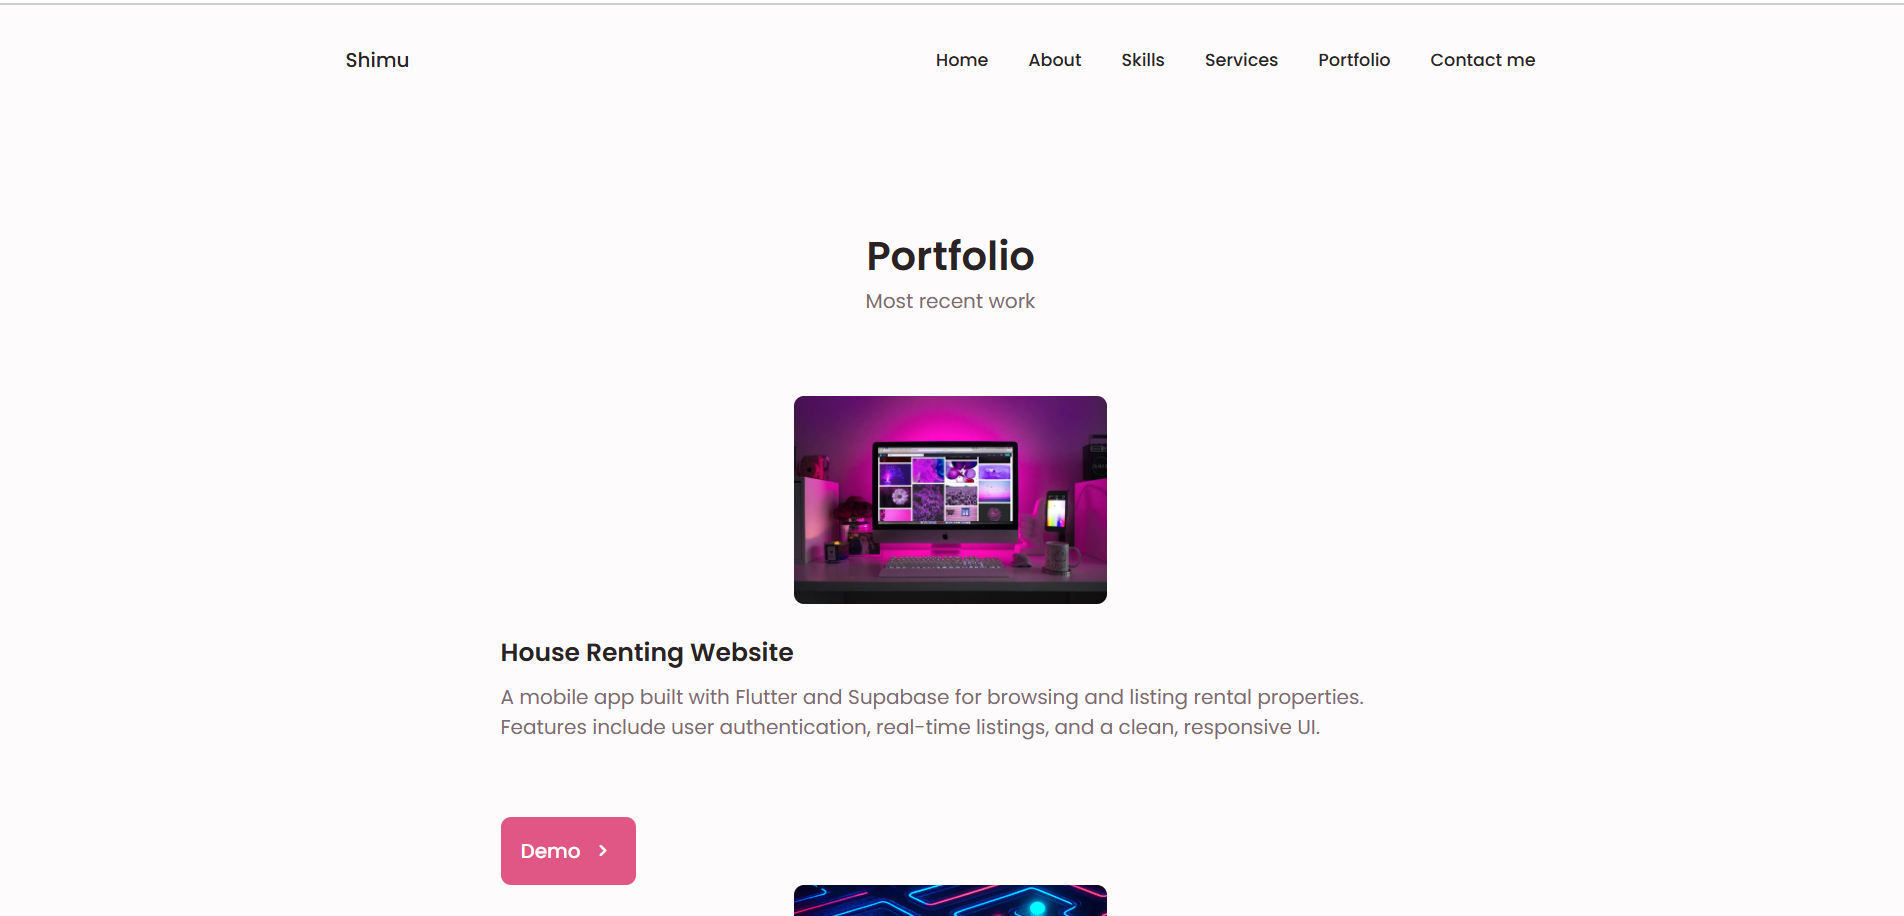 Shimu
Home About Skills Services Portfolio Contact me
Portfolio
Most recent work
House Renting Website
A mobile app built with Flutter and Supabase for browsing and listing rental properties.
Features include user authentication, real-time listings, and a clean, responsive UI.
Demo